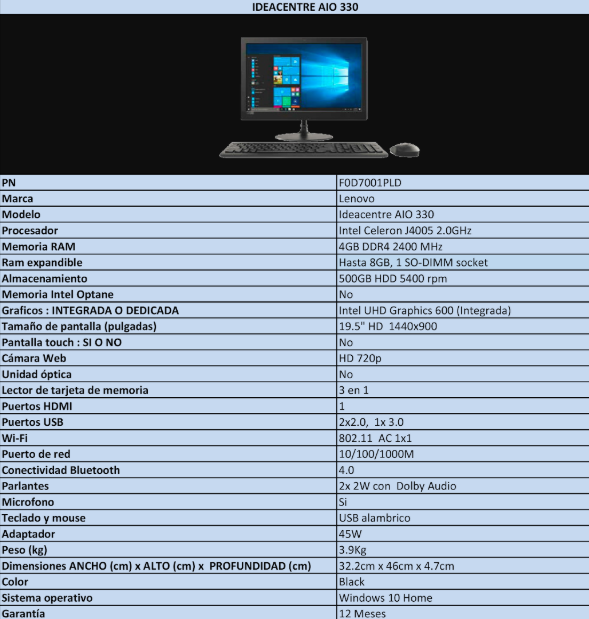 IDEACENTRE AIO 330
PN F0D7001PLD
Marca Lenovo
Modelo Ideacentre AIO 330
Procesador Intel Celeron J4005 2.0GHz
Memoria RAM 4GB DDR4 2400 MHz
Ram expandible Hasta 8GB, 1 SO-DIMM socket
Almacenamiento 500GB HDD 5400 rpm
Memoria Intel Optane No
Graficos : INTEGRADA O DEDICADA Intel UHD Graphics 600 (Integrada)
Tamaño de pantalla (pulgadas) 19.5" HD 1440x900
Pantalla touch : SI O NO No
Cámara Web HD 720p
Unidad óptica No
Lector de tarjeta de memoria 3 en 1
Puertos HDMI 1
Puertos USB 2x2.0, 1x 3.0
Wi-Fi 802.11 AC 1x1
Puerto de red 10/100/1000M
Conectividad Bluetooth 4.0
Parlantes 2x 2W con Dolby Audio
Microfono Si
Teclado y mouse USB alambrico
Adaptador 45W
Peso (kg) 3.9Kg
Dimensiones ANCHO (cm) x ALTO (cm) x PROFUNDIDAD (cm) 32.2cm x 46cm x 4.7cm
Color Black
Sistema operativo Windows 10 Home
Garantía 12 Meses